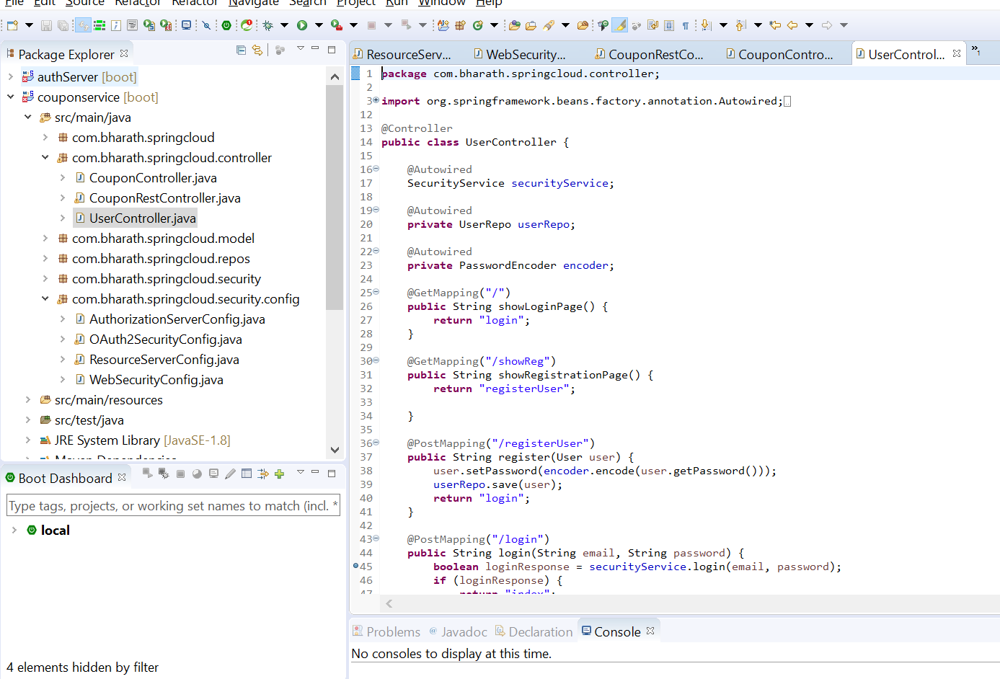 File Edit Source Refactor Refactor Navigate Search Project Run Window Help
Package Explorer
authServer [boot]
couponservice [boot]
src/main/java
com.bharath.springcloud
com.bharath.springcloud.controller
CouponController.java
CouponRestController.java
UserController.java
com.bharath.springcloud.model
com.bharath.springcloud.repos
com.bharath.springcloud.security
com.bharath.springcloud.security.config
AuthorizationServerConfig.java
OAuth2SecurityConfig.java
ResourceServerConfig.java
WebSecurityConfig.java
src/main/resources
src/test/java
JRE System Library [JavaSE-1.8]
Maven Dependencies
Boot Dashboard
Type tags, projects, or working set names to match (incl. *
local
4 elements hidden by filter
ResourceServ... WebSecurity... CouponRestCo... CouponContro... UserControl... »1
1 package com.bharath.springcloud.controller;
2
3 import org.springframework.beans.factory.annotation.Autowired;
12
13 @Controller
14 public class UserController {
15
16 @Autowired
17 SecurityService securityService;
18
19 @Autowired
20 private UserRepo userRepo;
21
22 @Autowired
23 private PasswordEncoder encoder;
24
25 @GetMapping("/")
26 public String showLoginPage() {
27 return "login";
28 }
29
30 @GetMapping("/showReg")
31 public String showRegistrationPage() {
32 return "registerUser";
33
34 }
35
36 @PostMapping("/registerUser")
37 public String register(User user) {
38 user.setPassword(encoder.encode(user.getPassword()));
39 userRepo.save(user);
40 return "login";
41 }
42
43 @PostMapping("/login")
44 public String login(String email, String password) {
45 boolean loginResponse = securityService.login(email, password);
46 if (loginResponse) {
47 return "index";
Problems @ Javadoc Declaration Console
No consoles to display at this time.